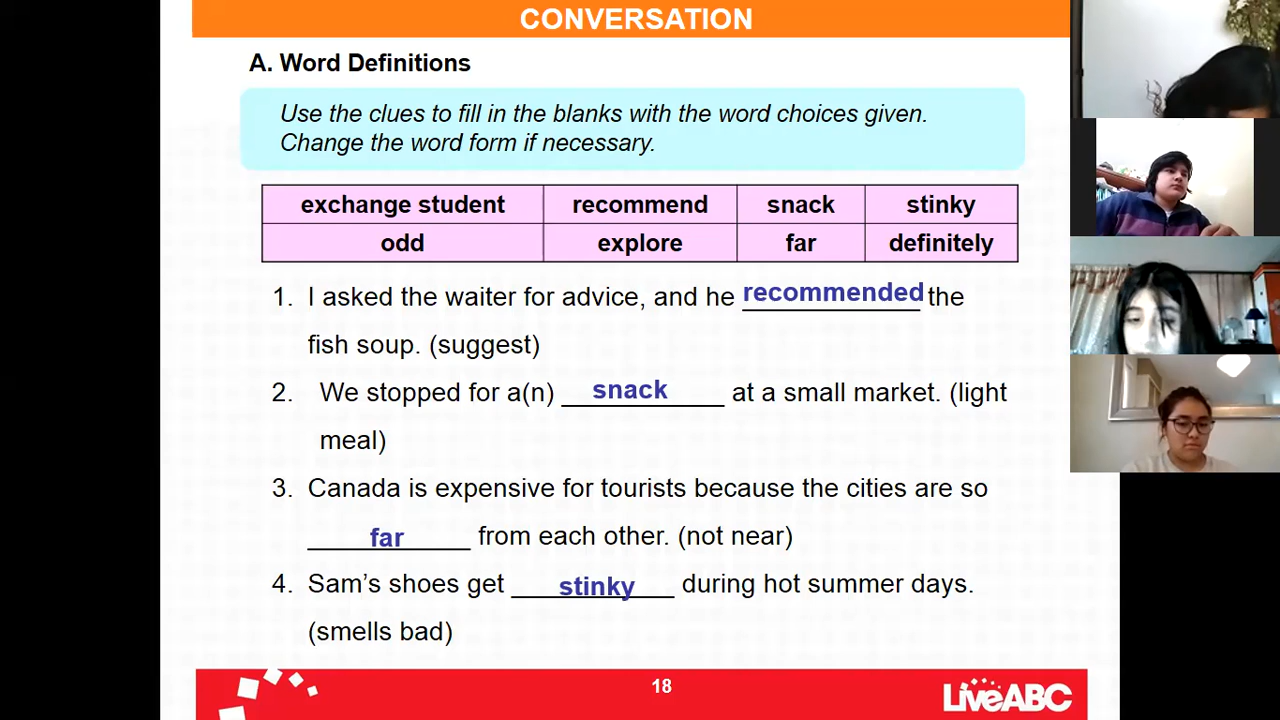 CONVERSATION
A. Word Definitions
Use the clues to fill in the blanks with the word choices given.
Change the word form if necessary.
exchange student recommend snack stinky
odd explore far definitely
1. I asked the waiter for advice, and he recommended the
fish soup. (suggest)
2. We stopped for a(n) snack at a small market. (light
meal)
3. Canada is expensive for tourists because the cities are so
far from each other. (not near)
4. Sam's shoes get stinky during hot summer days.
(smells bad)
18
LiveABC